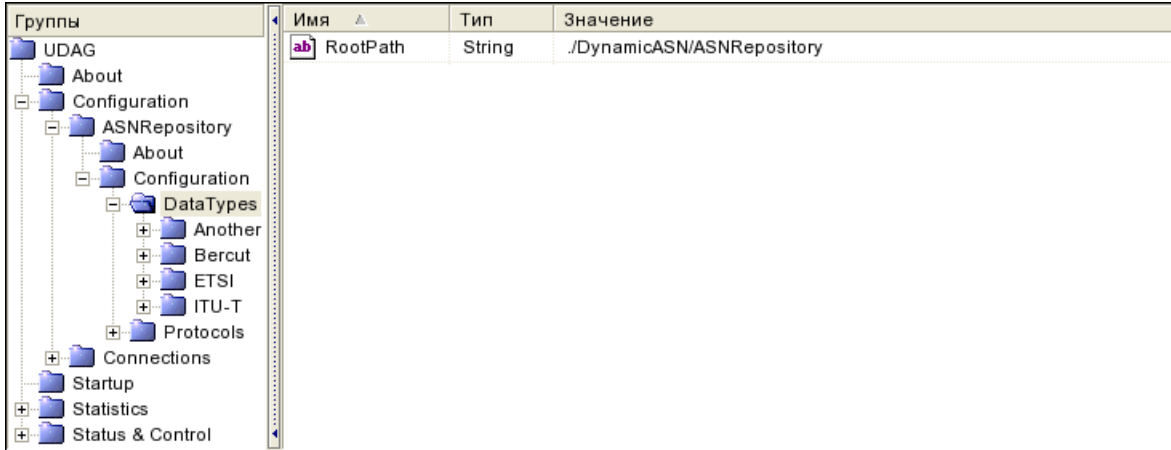 Группы
UDAG
About
Configuration
ASNRepository
About
Configuration
DataTypes
Another
Bercut
ETSI
ITU-T
Protocols
Connections
Startup
Statistics
Status & Control
Имя Тип Значение
ab RootPath String ./DynamicASN/ASNRepository